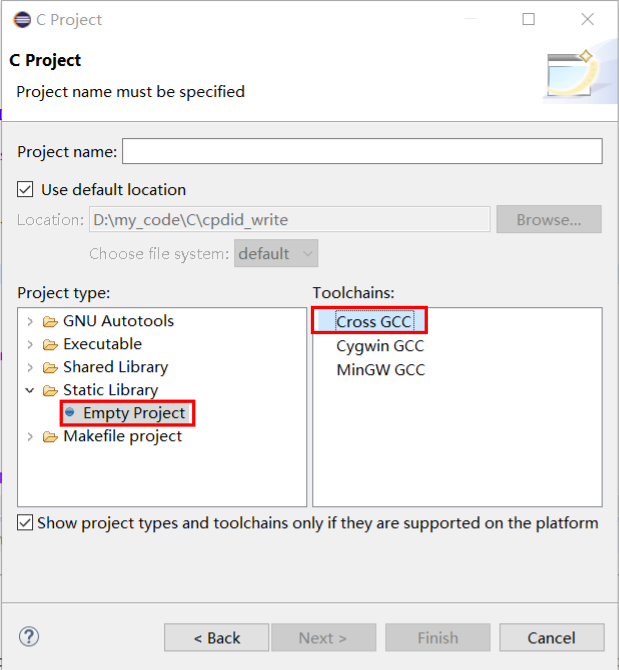 C Project
C Project
Project name must be specified
Project name:
Use default location
Location: D:\my_code\C\cpdid_write Browse...
Choose file system: default
Project type: Toolchains:
GNU Autotools Cross GCC
Executable Cygwin GCC
Shared Library MinGW GCC
Static Library
Empty Project
Makefile project
Show project types and toolchains only if they are supported on the platform
? < Back Next > Finish Cancel